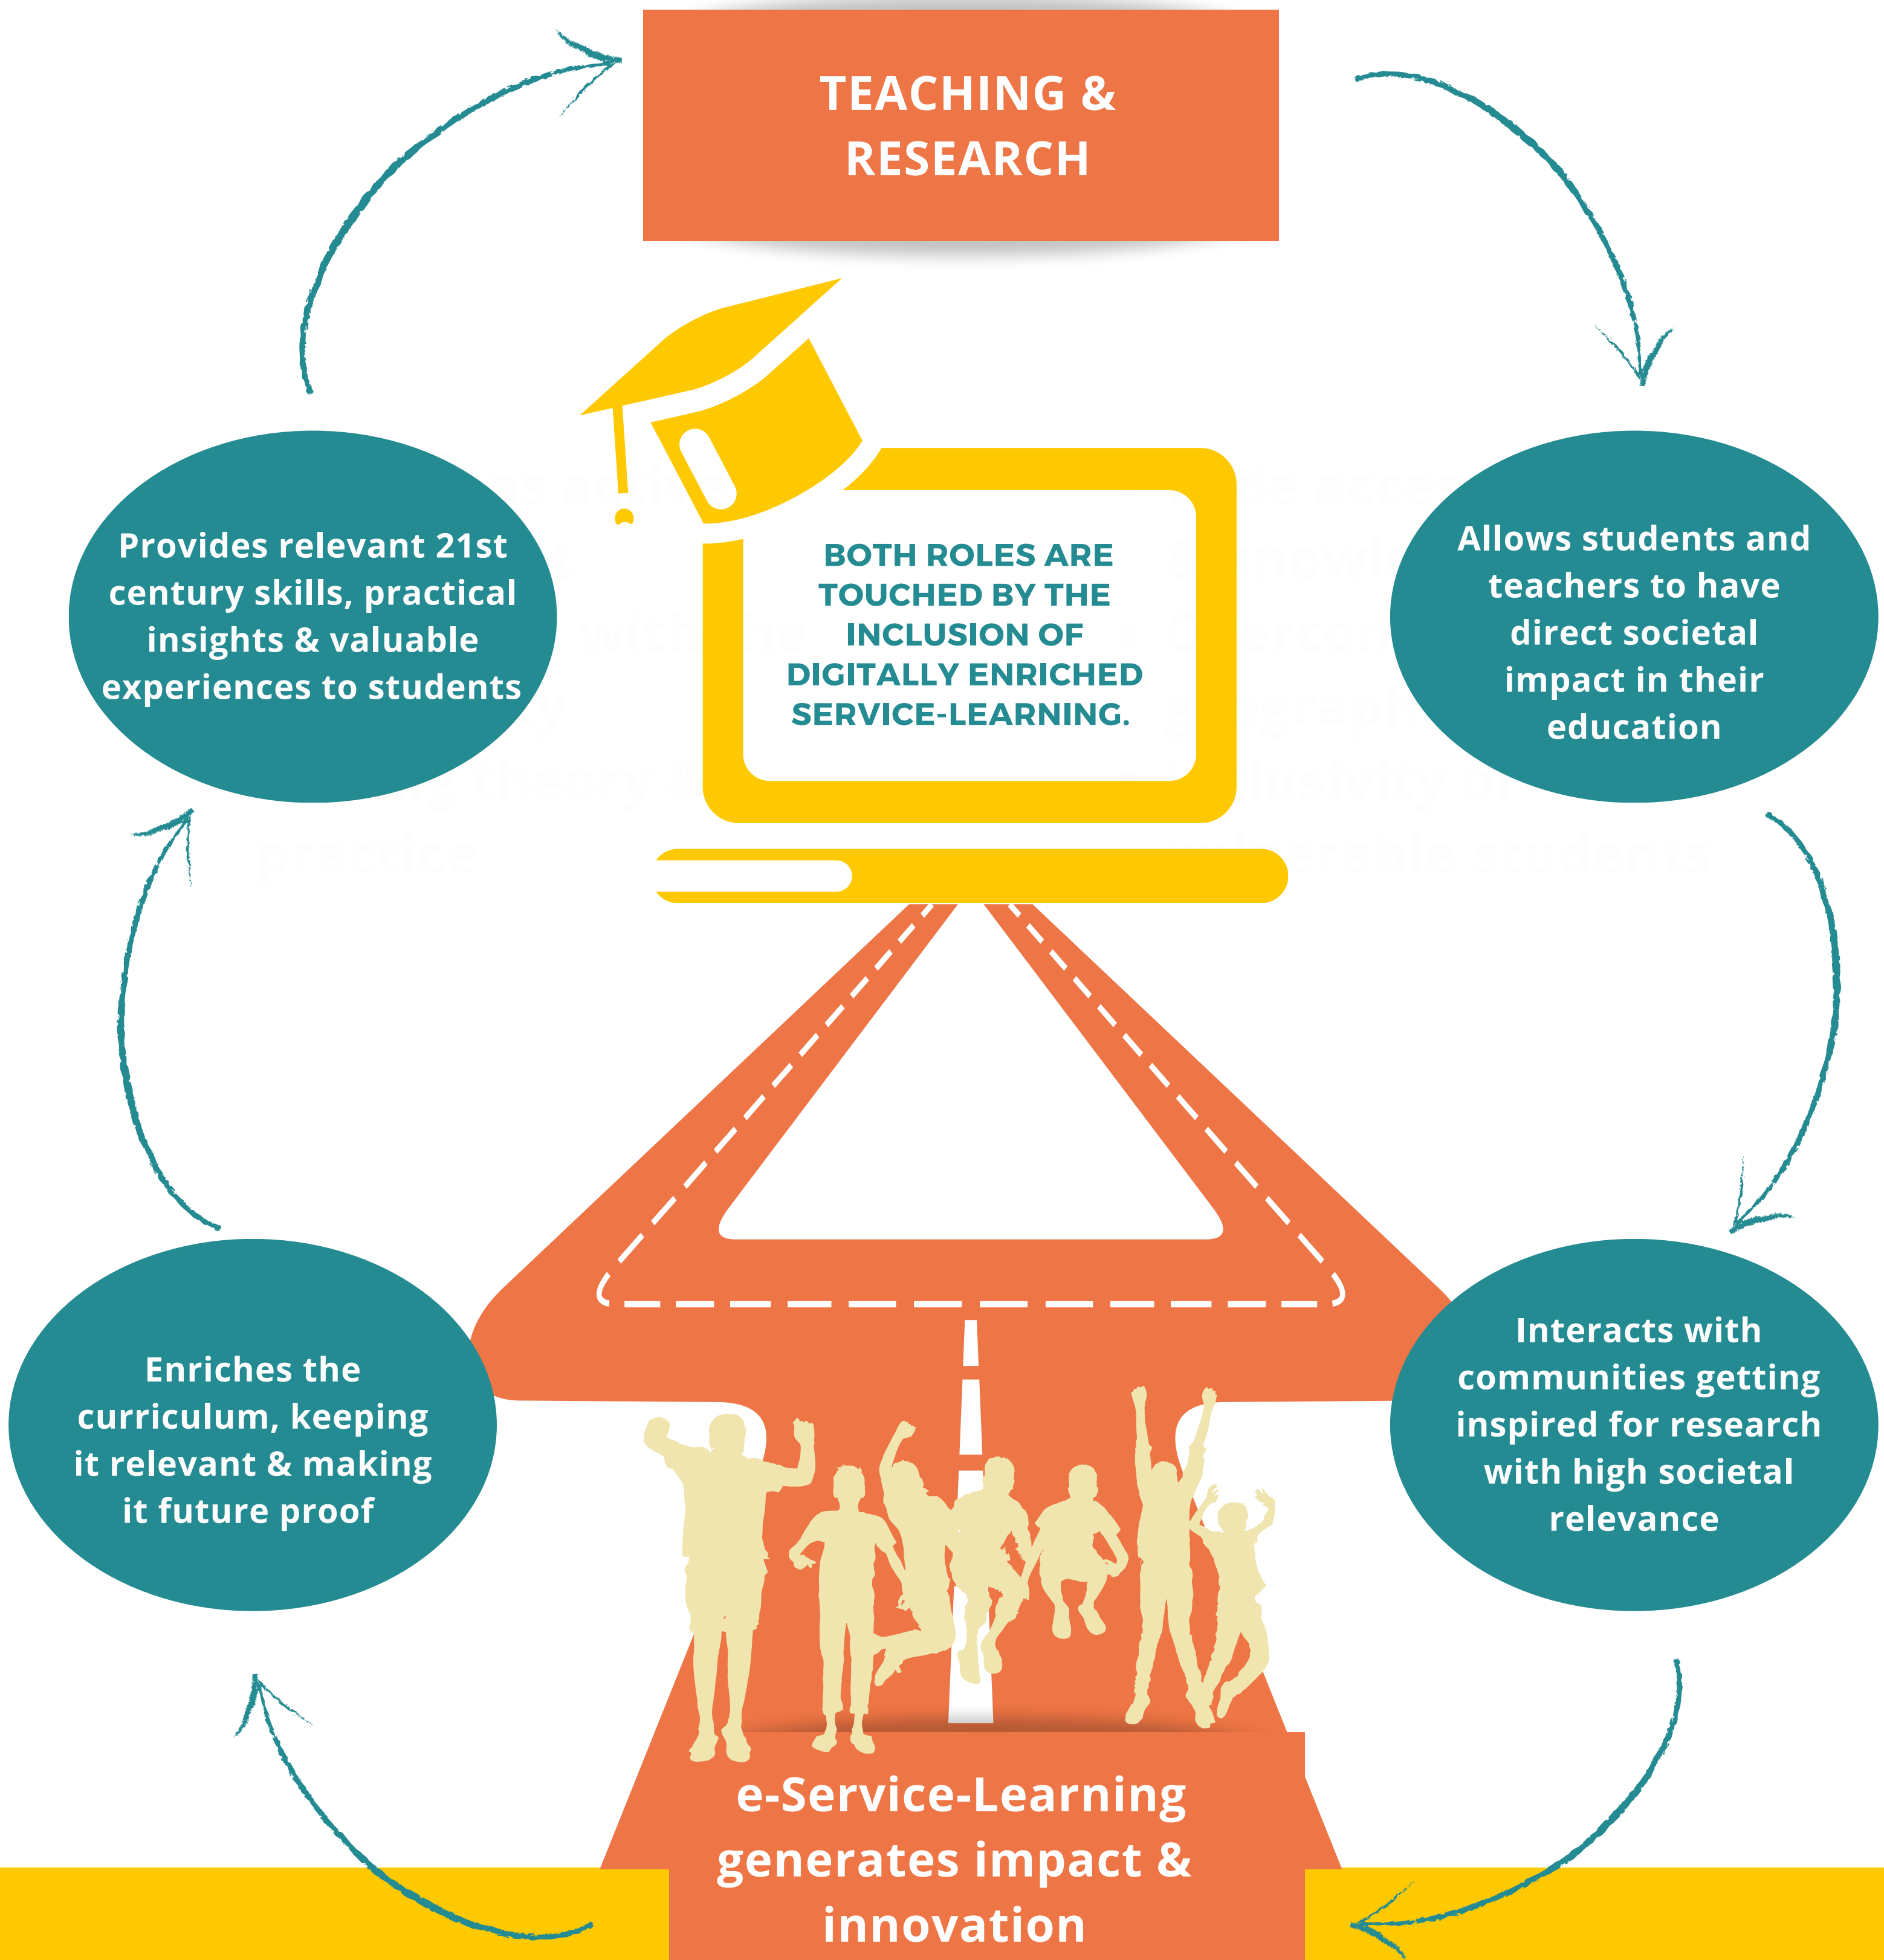 TEACHING &
RESEARCH
BOTH ROLES ARE
TOUCHED BY THE
INCLUSION OF
DIGITALLY ENRICHED
SERVICE-LEARNING.
Provides relevant 21st
century skills, practical
insights & valuable
experiences to students
Allows students and
teachers to have
direct societal
impact in their
education
theory &
practice
Enriches the
curriculum, keeping
it relevant & making
it future proof
Interacts with
communities getting
inspired for research
with high societal
relevance
e-Service-Learning
generates impact &
innovation